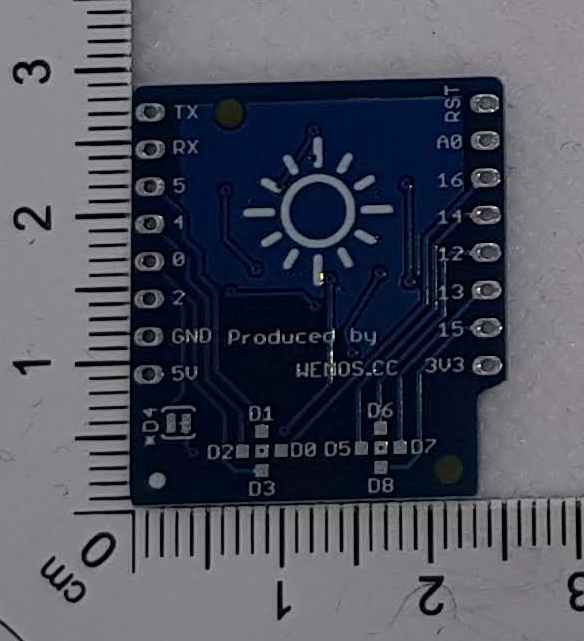 3
TX RST
RX A0
5 16
2
4 14
0 12
2 13
GND Produced by 15
1
5V WEMOS.CC 3V3
D4 D1 D6
D2 D0 D5 D7
D3 D8
0
cm
1 2 3